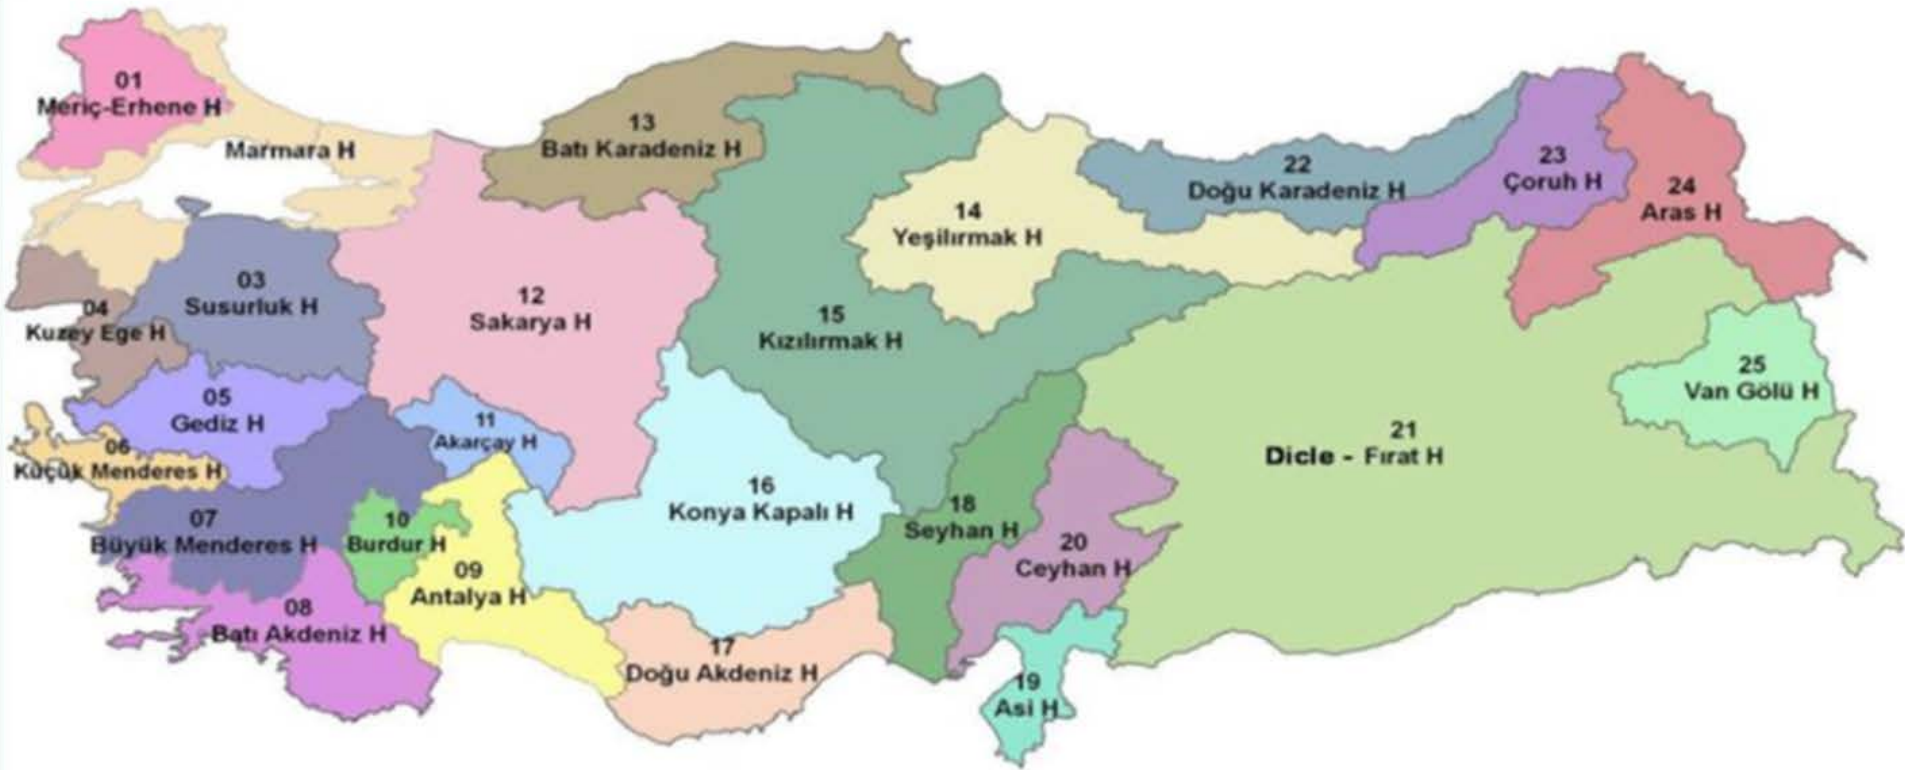 01
Meriç-Erhene H
Marmara H
03
Susurluk H
04
Kuzey Ege H
05
Gediz H
06
Küçük Menderes H
07
Büyük Menderes H
08
Batı Akdeniz H
09
Antalya H
10
Burdur H
11
Akarçay H
12
Sakarya H
13
Batı Karadeniz H
14
Yeşilırmak H
15
Kızılırmak H
16
Konya Kapalı H
17
Doğu Akdeniz H
18
Seyhan H
19
Asi H
20
Ceyhan H
21
Dicle - Fırat H
22
Doğu Karadeniz H
23
Çoruh H
24
Aras H
25
Van Gölü H